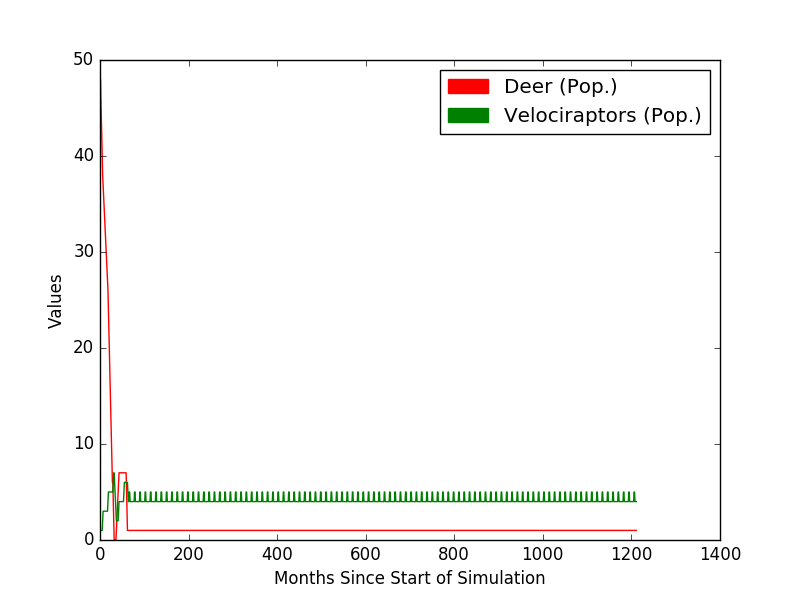 50
40
30
20
10
0
Values
Deer (Pop.)
Velociraptors (Pop.)
0 200 400 600 800 1000 1200 1400
Months Since Start of Simulation